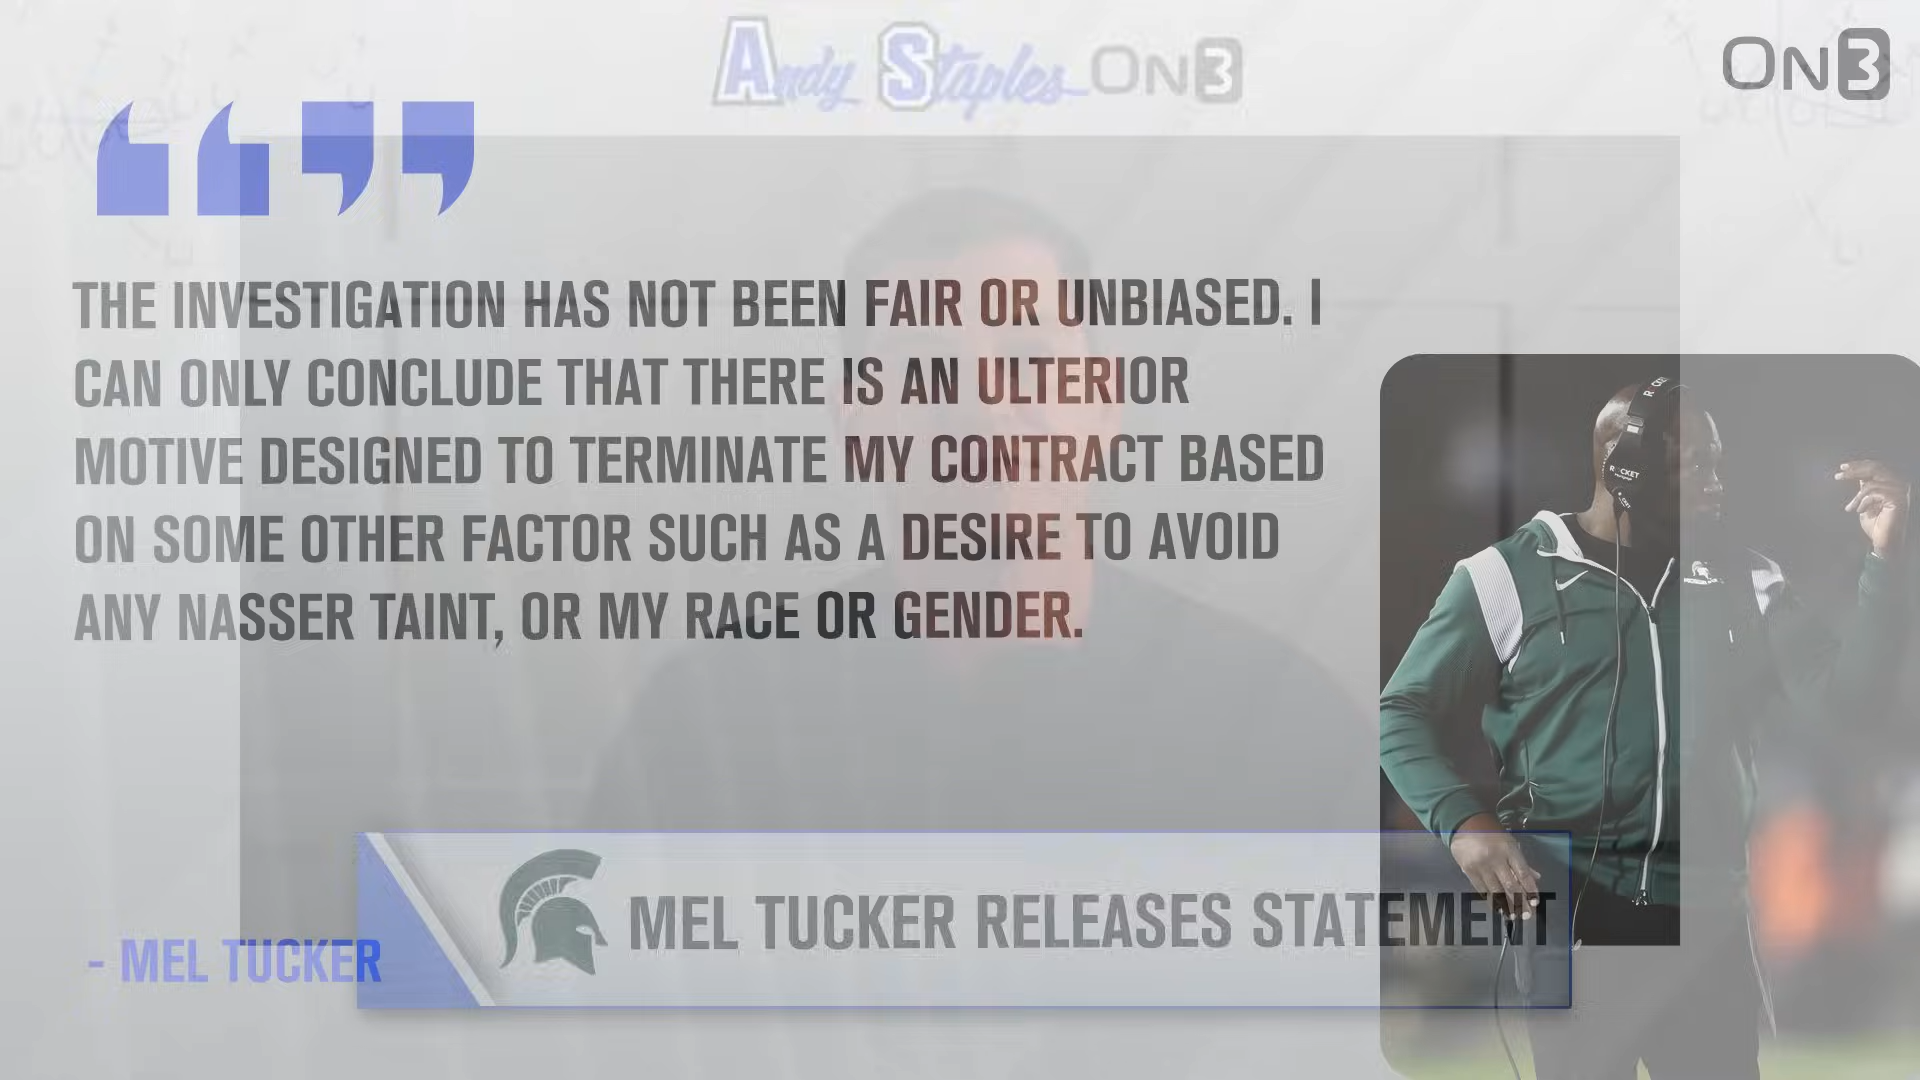 Andy Staples ON3
ON3
THE INVESTIGATION HAS NOT BEEN FAIR OR UNBIASED. I
CAN ONLY CONCLUDE THAT THERE IS AN ULTERIOR
MOTIVE DESIGNED TO TERMINATE MY CONTRACT BASED
ON SOME OTHER FACTOR SUCH AS A DESIRE TO AVOID
ANY NASSER TAINT, OR MY RACE OR GENDER.
ROCKET
MEL TUCKER RELEASES STATEMENT
- MEL TUCKER